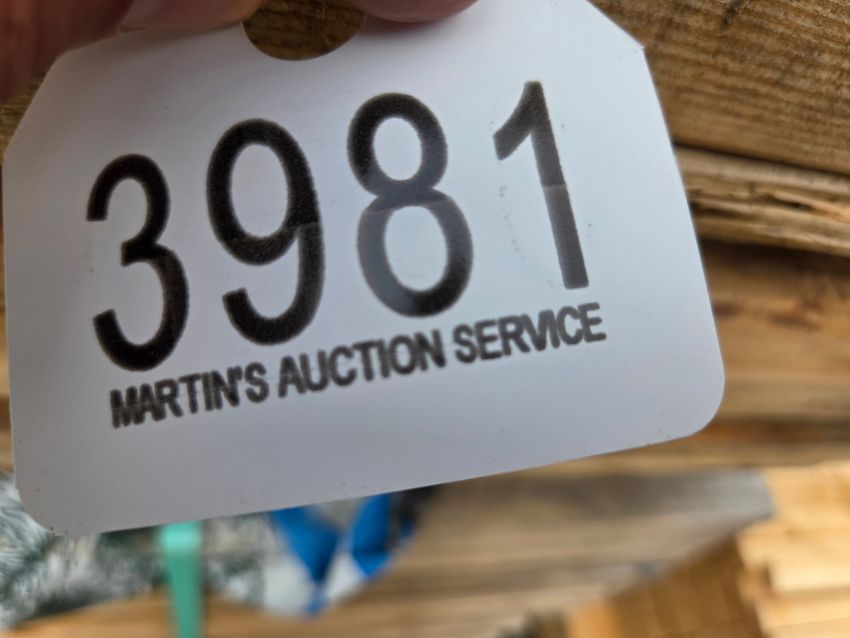 3981
MARTIN'S AUCTION SERVICE